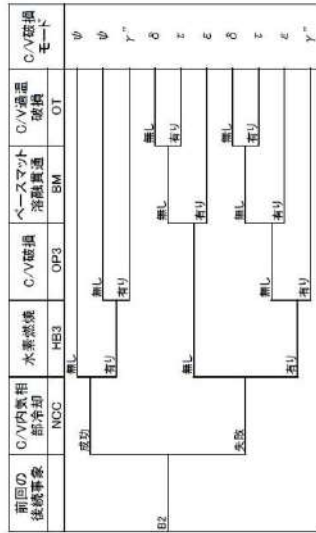 前回の
後続事象
C/V内気相
部冷却
水素燃焼
C/V破損
ベースマット
溶融貫通
C/V過温
破損
C/V破損
モード
NCC
HB3
OP3
BM
OT
B2
成功
失敗
無し
有り
無し
有り
無し
有り
無し
有り
無し
有り
無し
有り
無し
有り
無し
有り
ψ
ψ
γ"
δ
τ
ε
δ
τ
ε
γ"